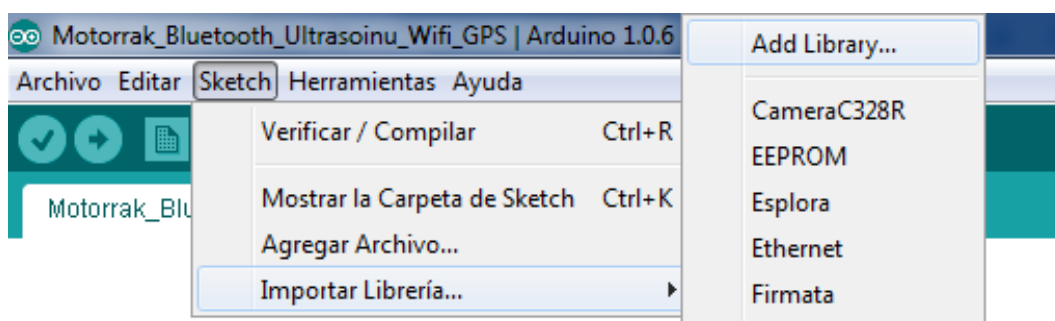 Motorrak_Bluetooth_Ultrasoinu_Wifi_GPS | Arduino 1.0.6
Archivo Editar Sketch Herramientas Ayuda
Verificar / Compilar Ctrl+R
Mostrar la Carpeta de Sketch Ctrl+K
Agregar Archivo...
Importar Librería...
Add Library...
CameraC328R
EEPROM
Esplora
Ethernet
Firmata
Motorrak_Blu